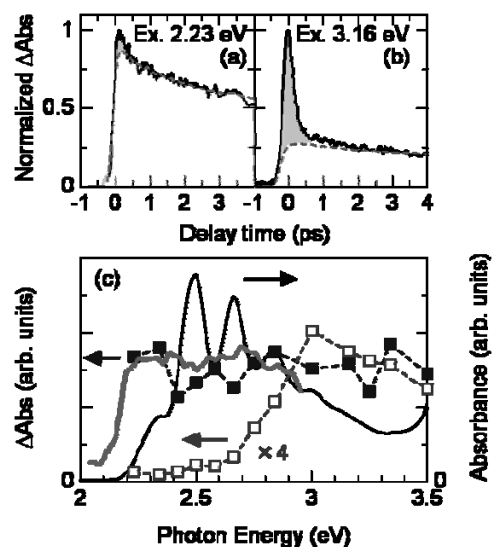 Ex. 2.23 eV
(a)
Ex. 3.16 eV
(b)
Normalized ΔAbs
1
0.5
0
-1 0 1 2 3 -1 0 1 2 3 4
Delay time (ps)
(c)
ΔAbs (arb. units)
Absorbance (arb. units)
× 4
0
0
2 2.5 3 3.5
Photon Energy (eV)